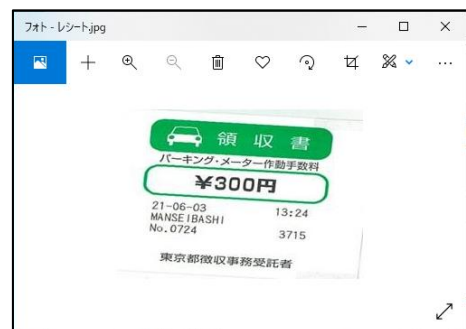 フォト - レシート.jpg
領収書
パーキング・メーター作動手数料
¥300円
21-06-03 13:24
MANSEIBASHI
No.0724 3715
東京都徴収事務受託者